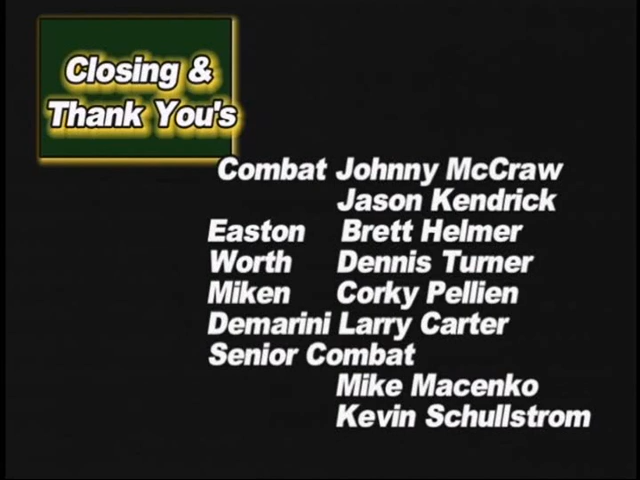 Closing &
Thank You's
Combat Johnny McCraw
Jason Kendrick
Easton Brett Helmer
Worth Dennis Turner
Miken Corky Pellien
Demarini Larry Carter
Senior Combat
Mike Macenko
Kevin Schullstrom